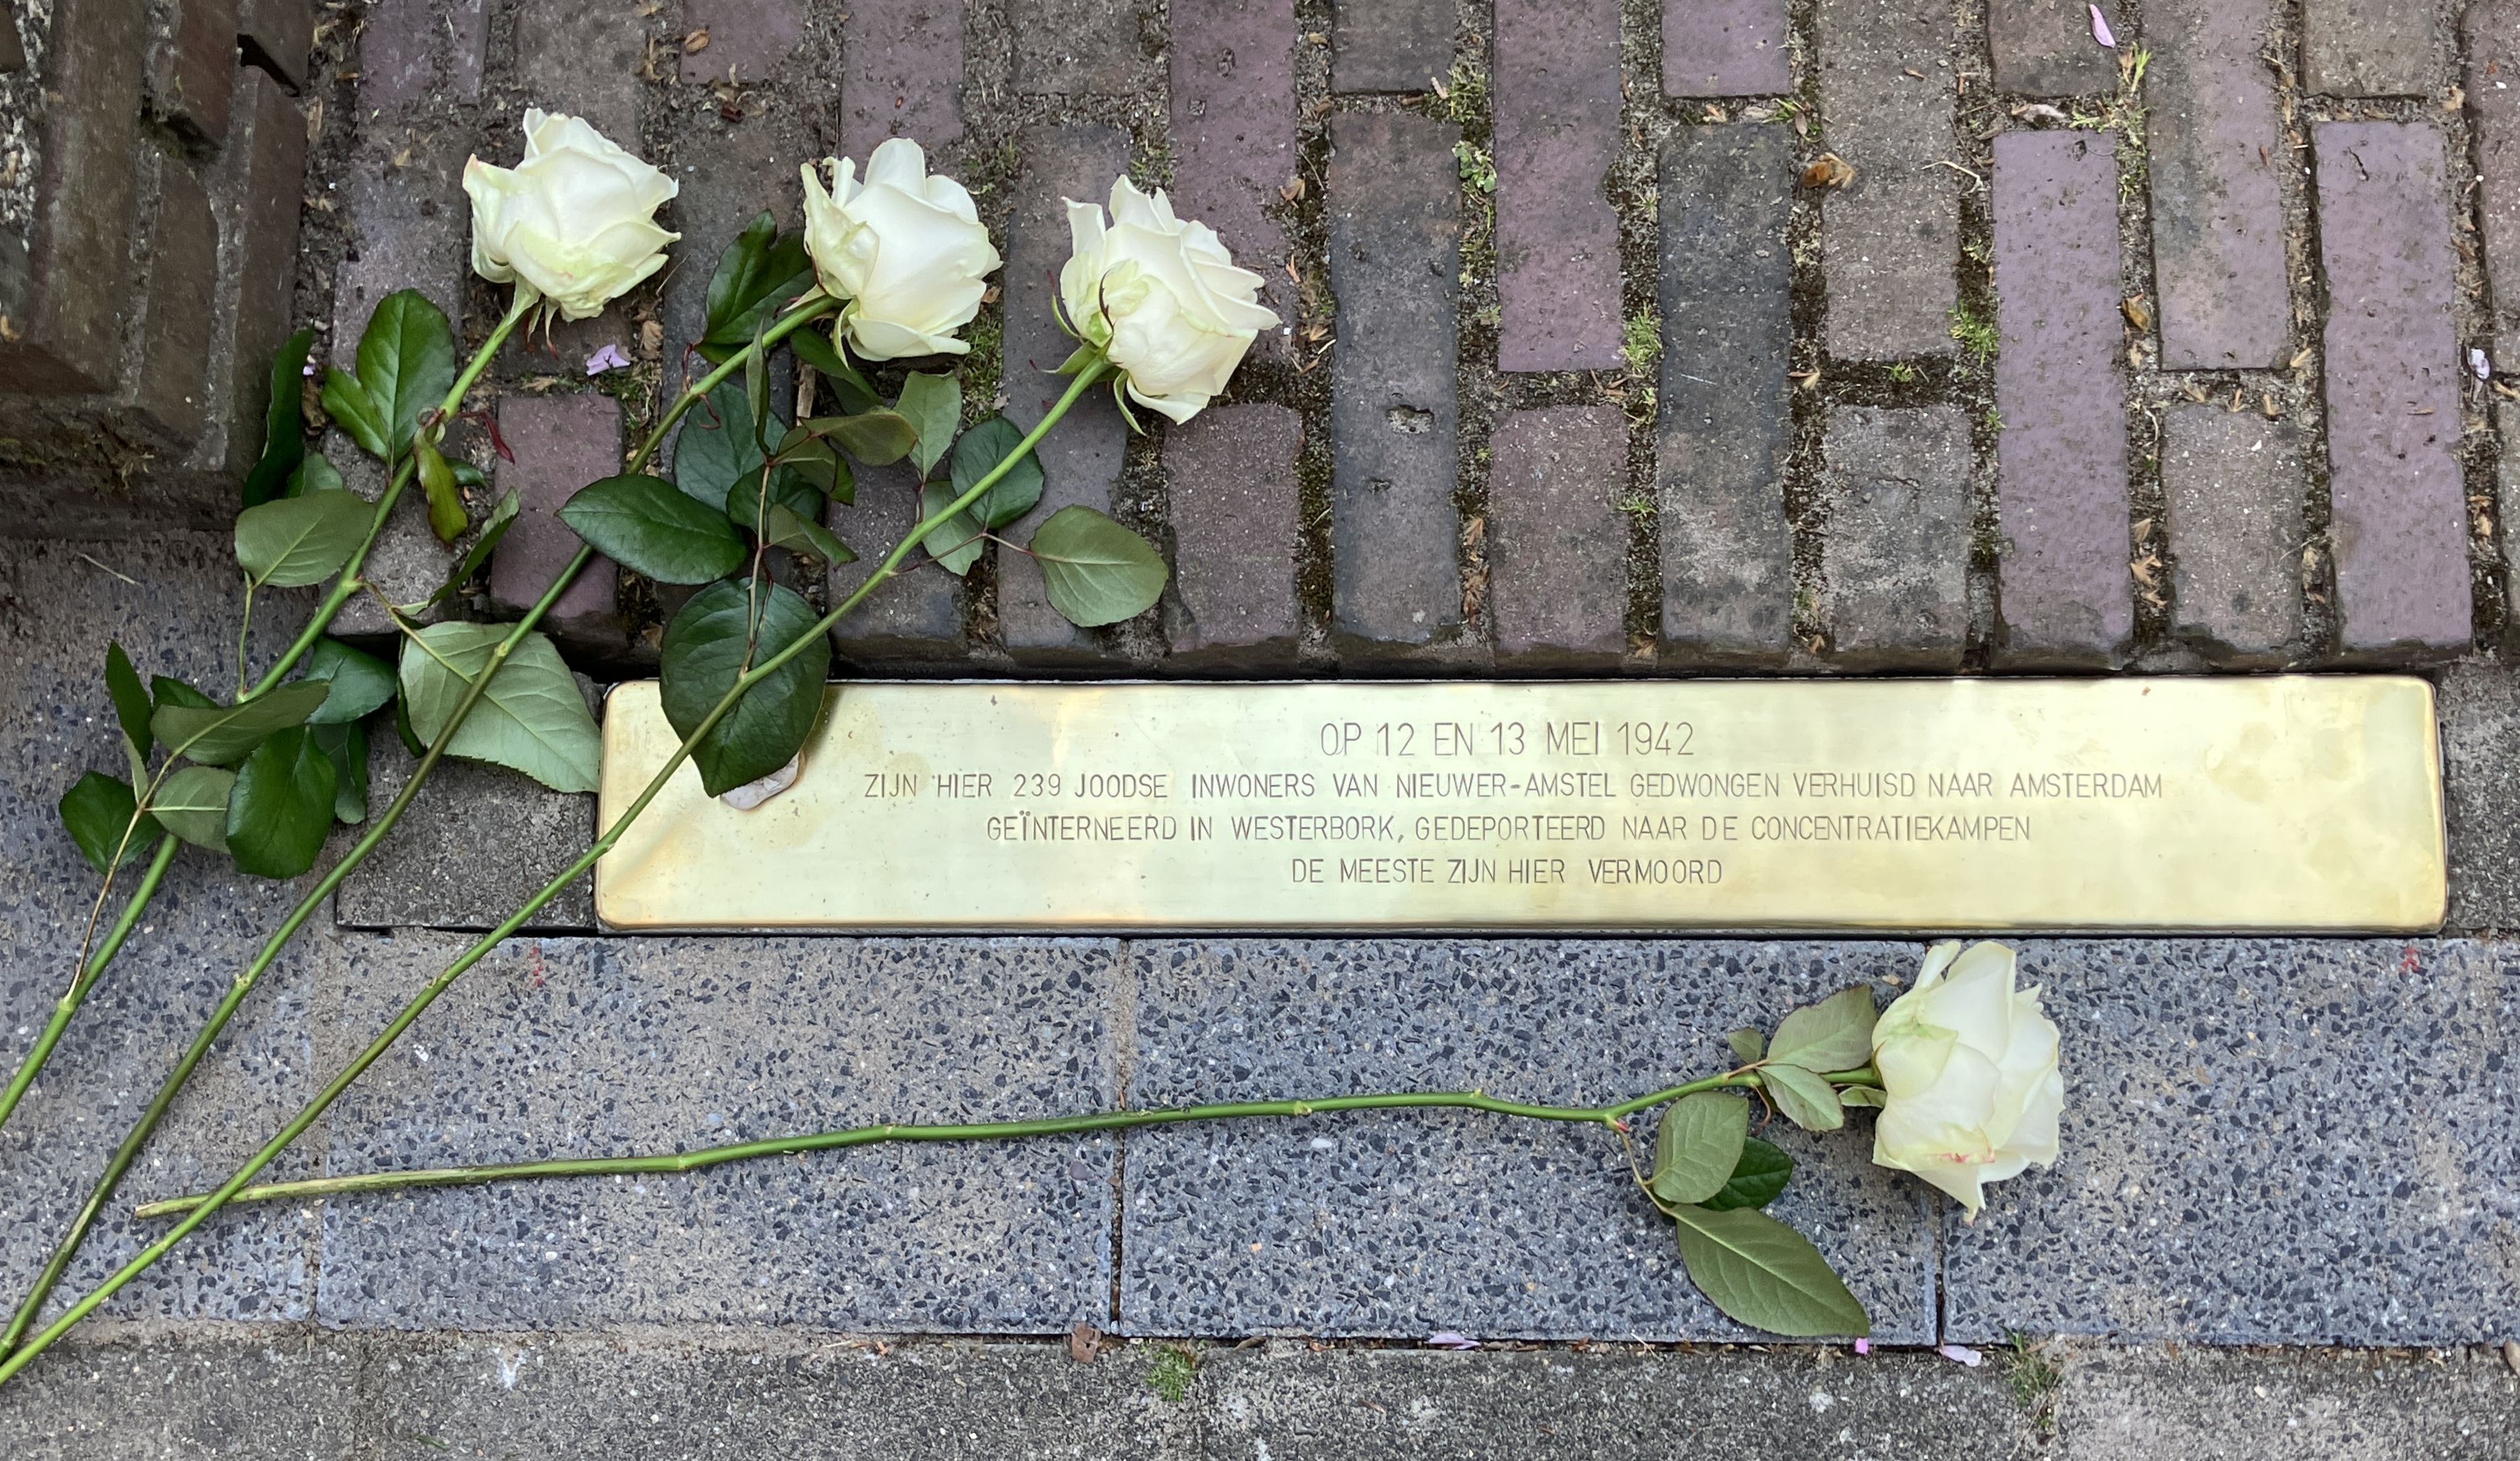 OP 12 EN 13 MEI 1942
ZIJN HIER 239 JOODSE INWONERS VAN NIEUWER-AMSTEL GEDWONGEN VERHUISD NAAR AMSTERDAM
GEÏNTERNEERD IN WESTERBORK, GEDEPORTEERD NAAR DE CONCENTRATIEKAMPEN
DE MEESTE ZIJN HIER VERMOORD